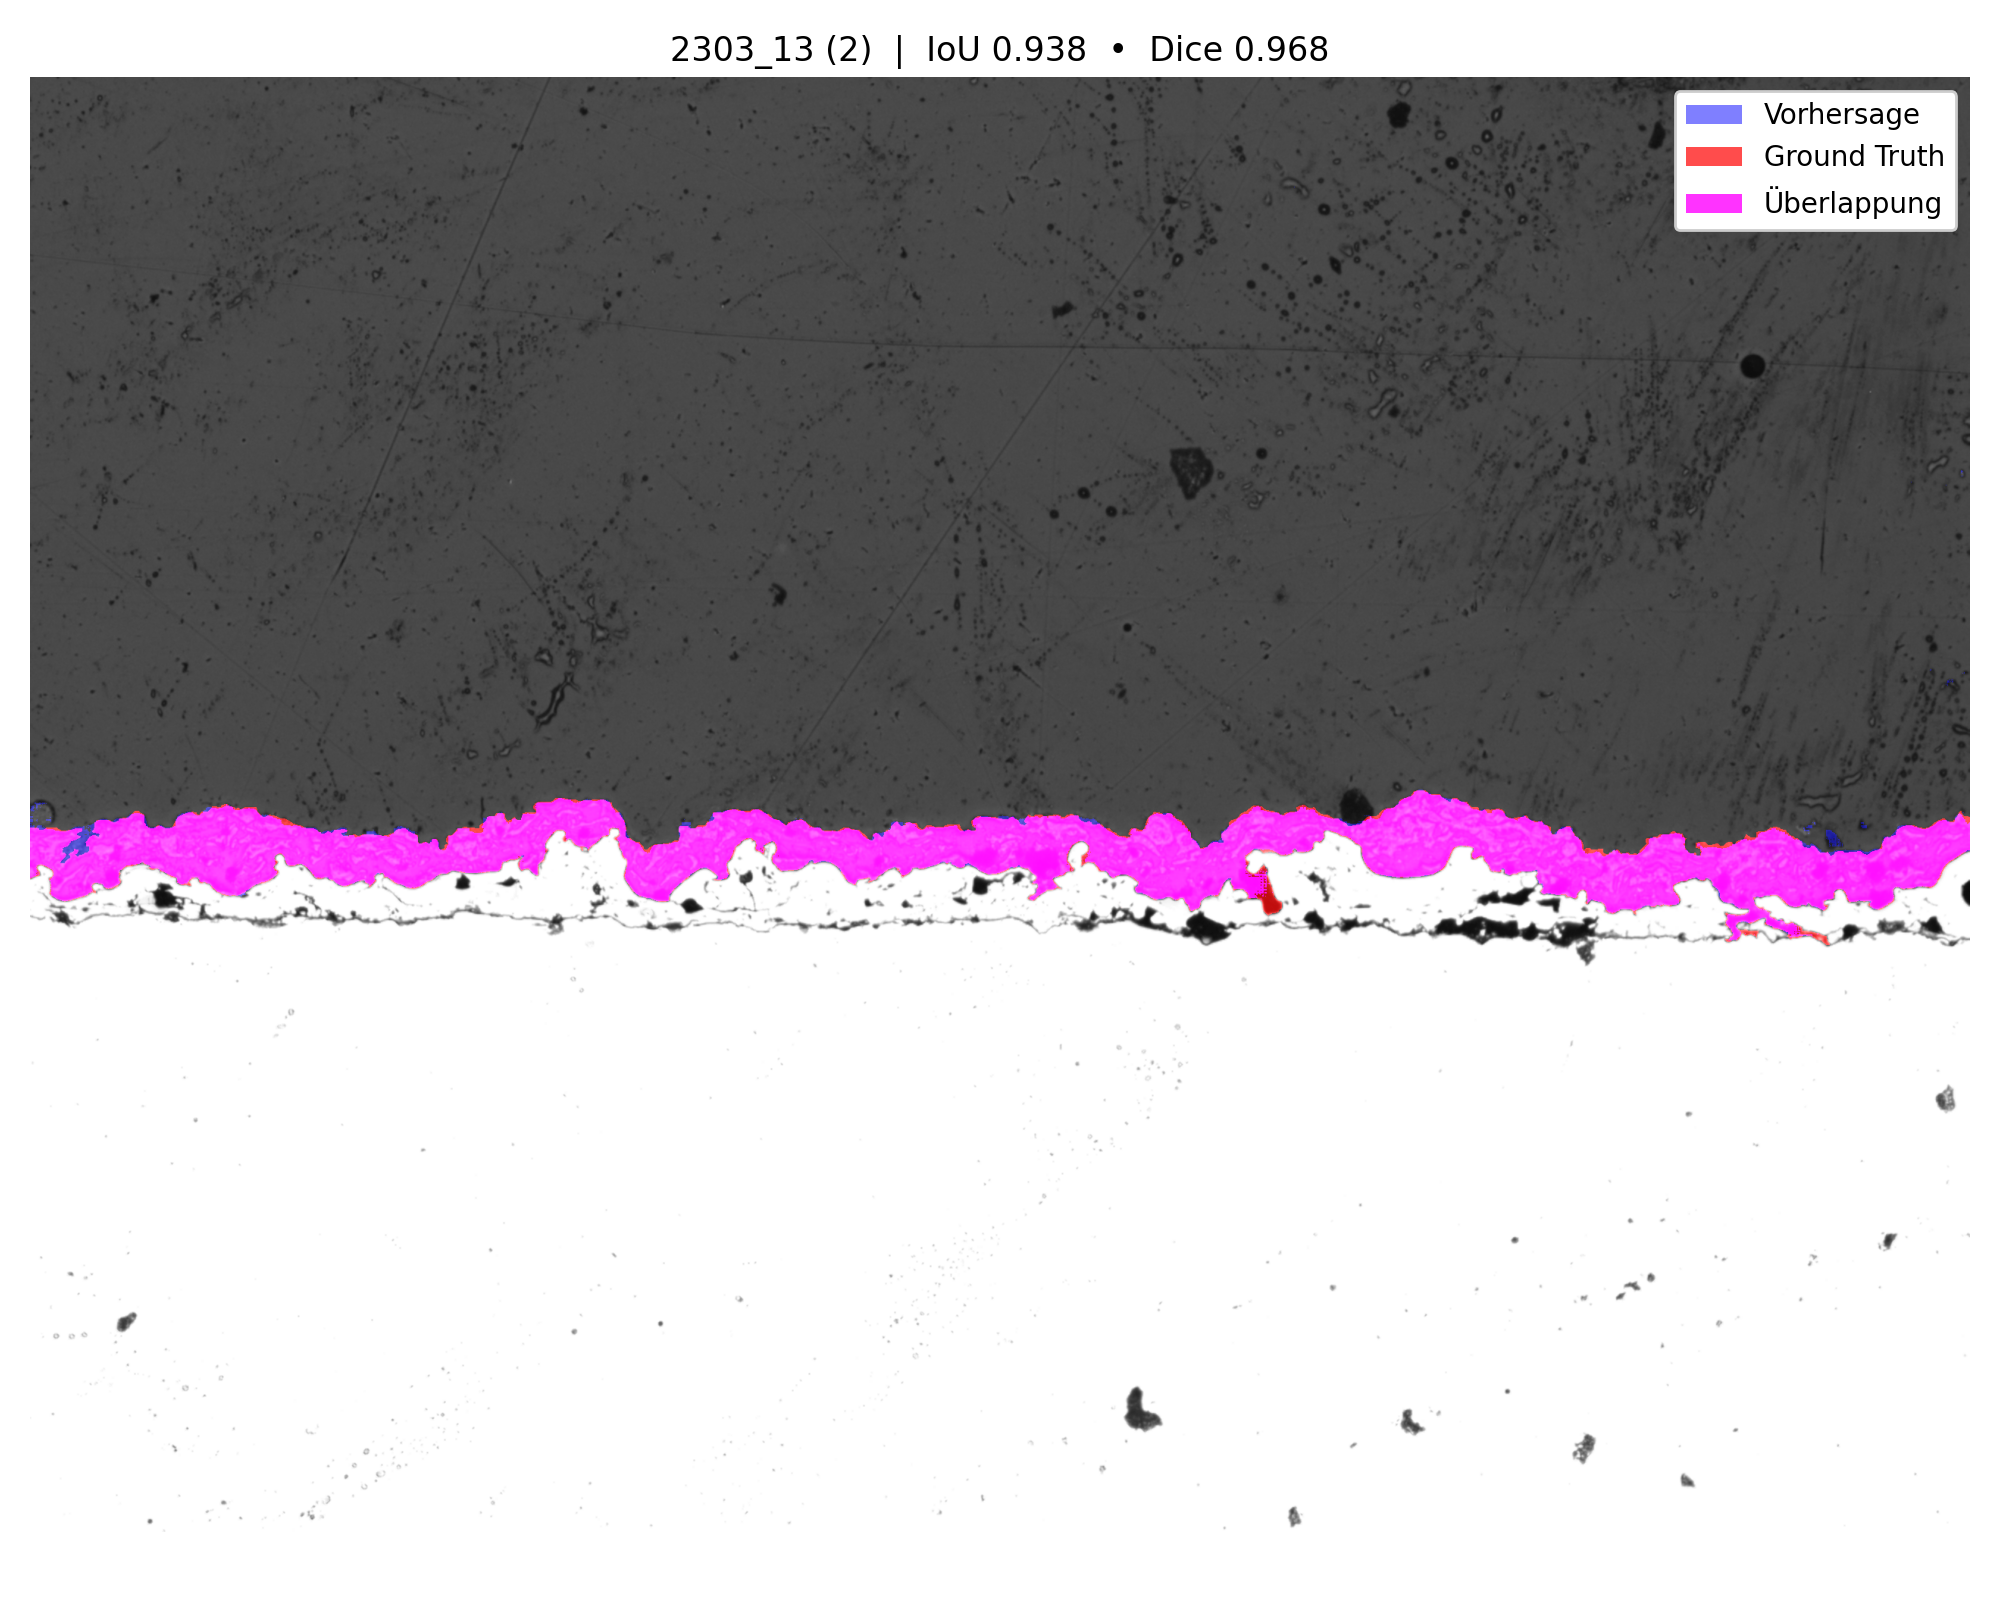 2303_13 (2) | IoU 0.938 • Dice 0.968
Vorhersage
Ground Truth
Überlappung